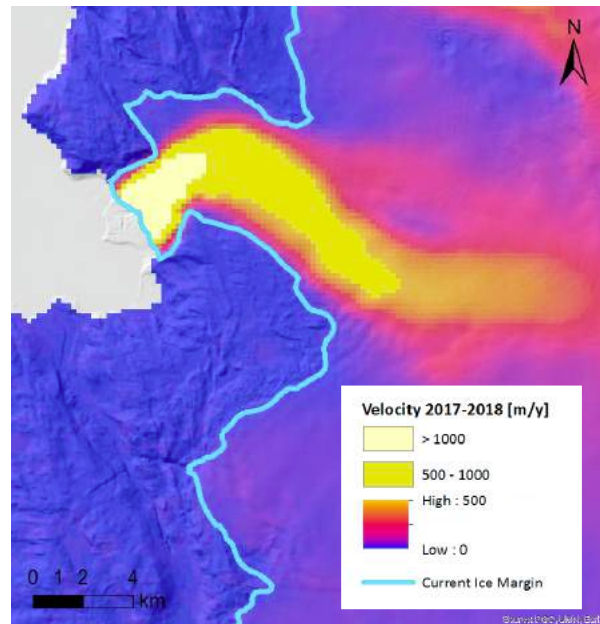 N
Velocity 2017-2018 [m/y]
> 1000
500 - 1000
High : 500
Low : 0
Current Ice Margin
0 1 2 4
km